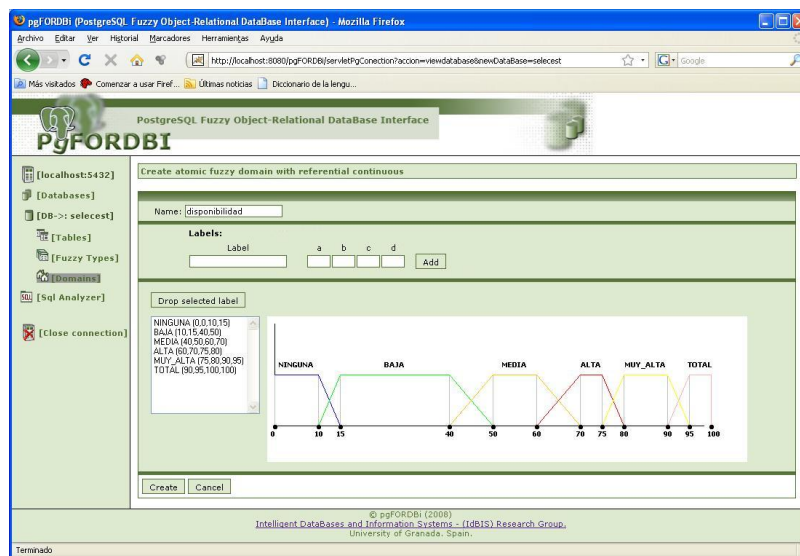 pgFORDBi (PostgreSQL Fuzzy Object-Relational DataBase Interface) - Mozilla Firefox
Archivo Editar Ver Historial Marcadores Herramientas Ayuda
http://localhost:8080/pgFORDBi/servletPgConection?accion=viewdatabase&newDataBase=selecest
Google
Más visitados Comenzar a usar Firef... Últimas noticias Diccionario de la lengu...
PostgreSQL Fuzzy Object-Relational DataBase Interface
PgFORDBI
[localhost:5432]
[Databases]
[DB->: selecest]
[Tables]
[Fuzzy Types]
[Domains]
[Sql Analyzer]
[Close connection]
Create atomic fuzzy domain with referential continuous
Name: disponibilidad
Labels:
Label a b c d
Add
Drop selected label
NINGUNA (0,0,10,15)
BAJA (10,15,40,50)
MEDIA (40,50,60,70)
ALTA (60,70,75,80)
MUY_ALTA (75,80,90,95)
TOTAL (90,95,100,100)
NINGUNA BAJA MEDIA ALTA MUY_ALTA TOTAL
0 10 15 40 50 60 70 75 80 90 95 100
Create Cancel
© pgFORDBi (2008)
Intelligent DataBases and Information Systems - (IdBIS) Research Group.
University of Granada. Spain.
Terminado